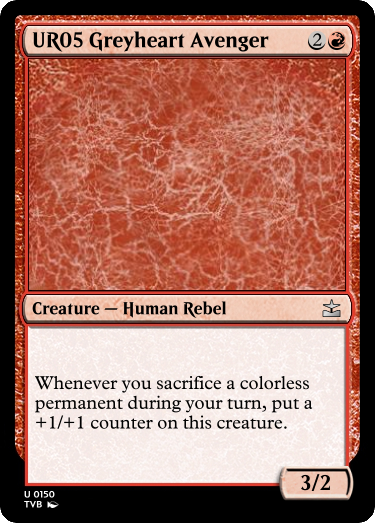 UR05 Greyheart Avenger 2
Creature — Human Rebel
Whenever you sacrifice a colorless
permanent during your turn, put a
+1/+1 counter on this creature.
3/2
U 0150
TVB